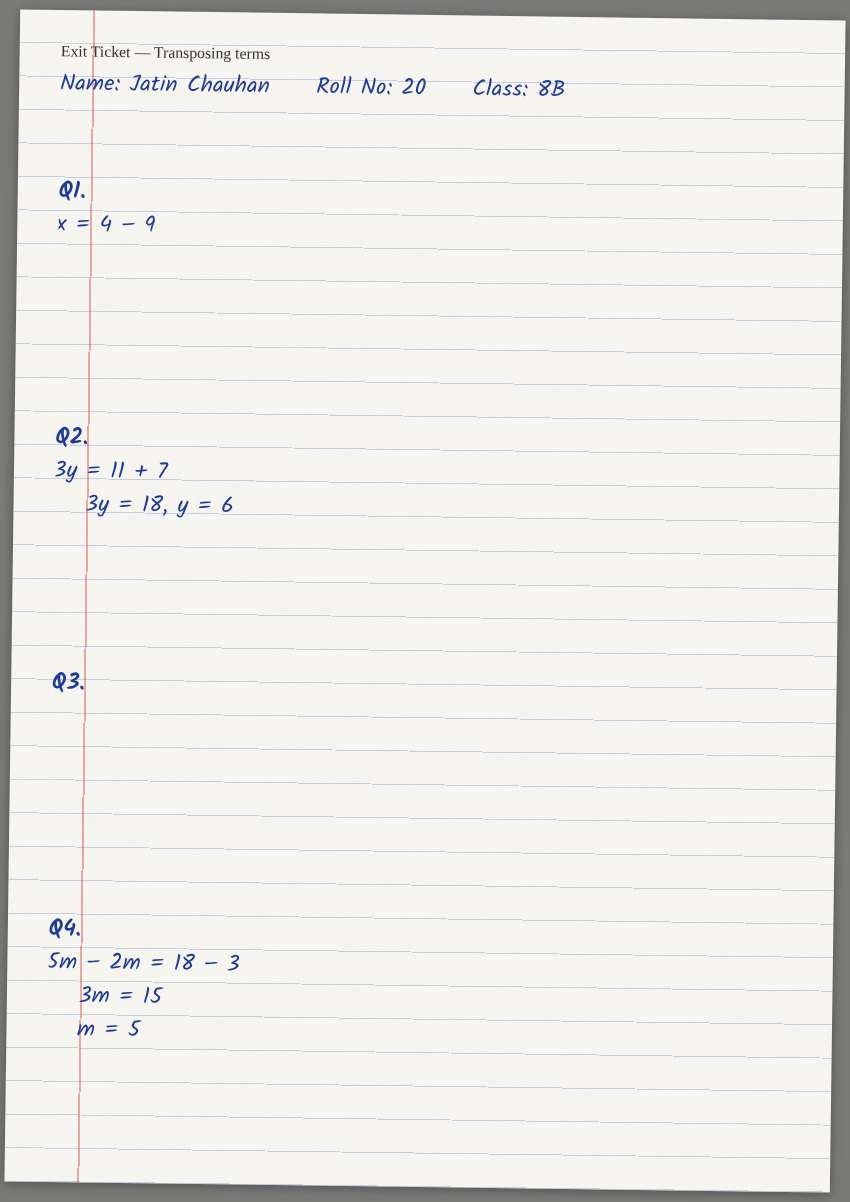 Exit Ticket — Transposing terms
Name: Jatin Chauhan Roll No: 20 Class: 8B
Q1.
x = 4 − 9
Q2.
3y = 11 + 7
3y = 18, y = 6
Q3.
Q4.
5m − 2m = 18 − 3
3m = 15
m = 5